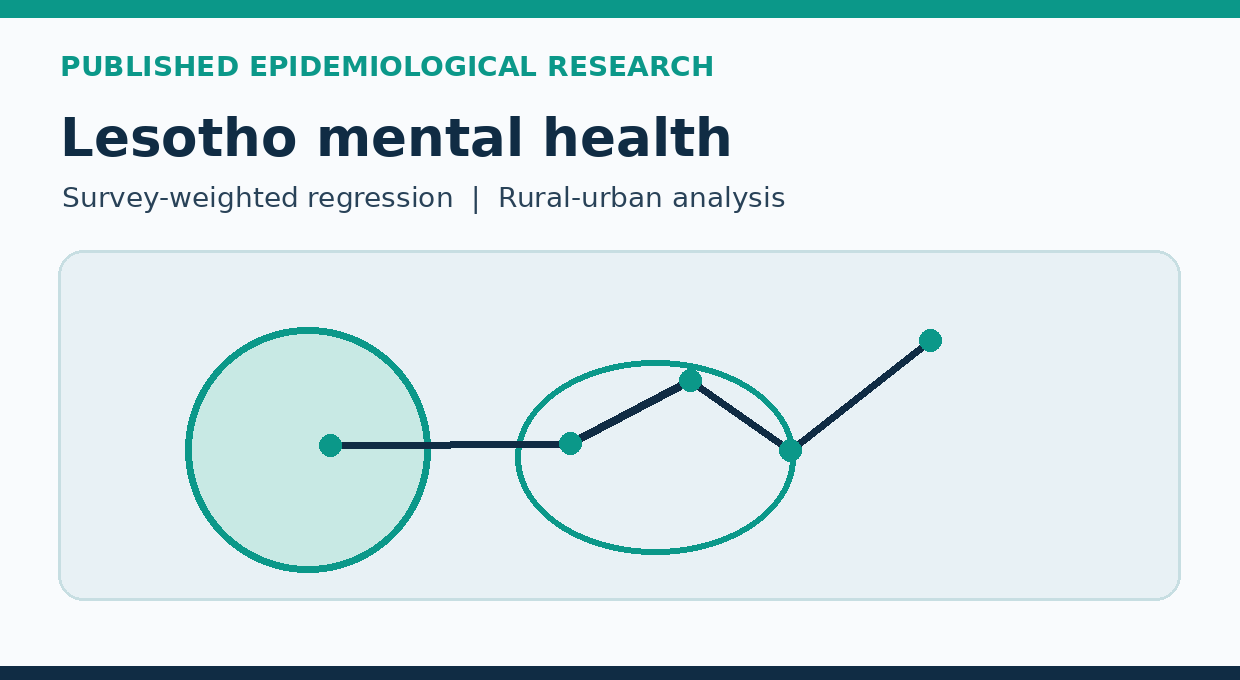 PUBLISHED EPIDEMIOLOGICAL RESEARCH
Lesotho mental health
Survey-weighted regression | Rural-urban analysis